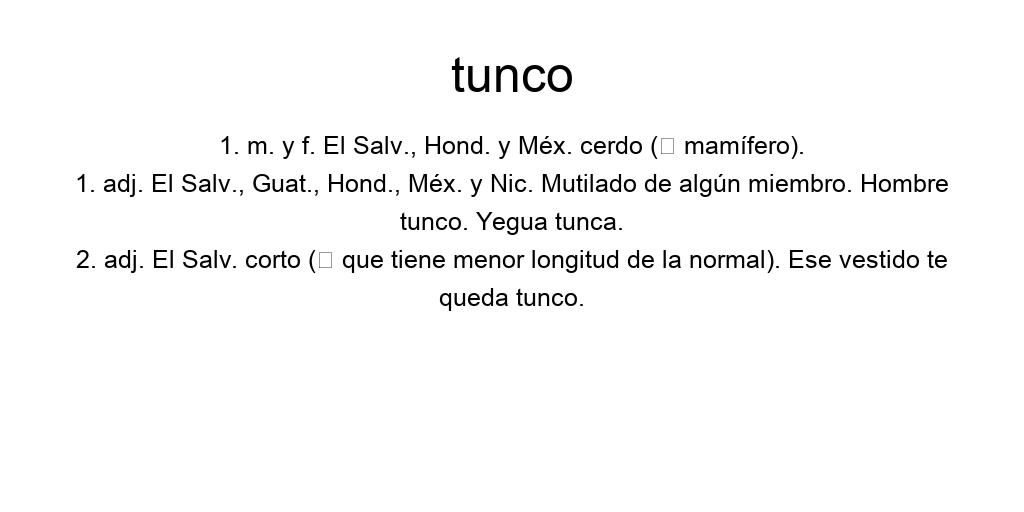 tunco
1. m. y f. El Salv., Hond. y Méx. cerdo (▯ mamífero).
1. adj. El Salv., Guat., Hond., Méx. y Nic. Mutilado de algún miembro. Hombre
tunco. Yegua tunca.
2. adj. El Salv. corto (▯ que tiene menor longitud de la normal). Ese vestido te
queda tunco.